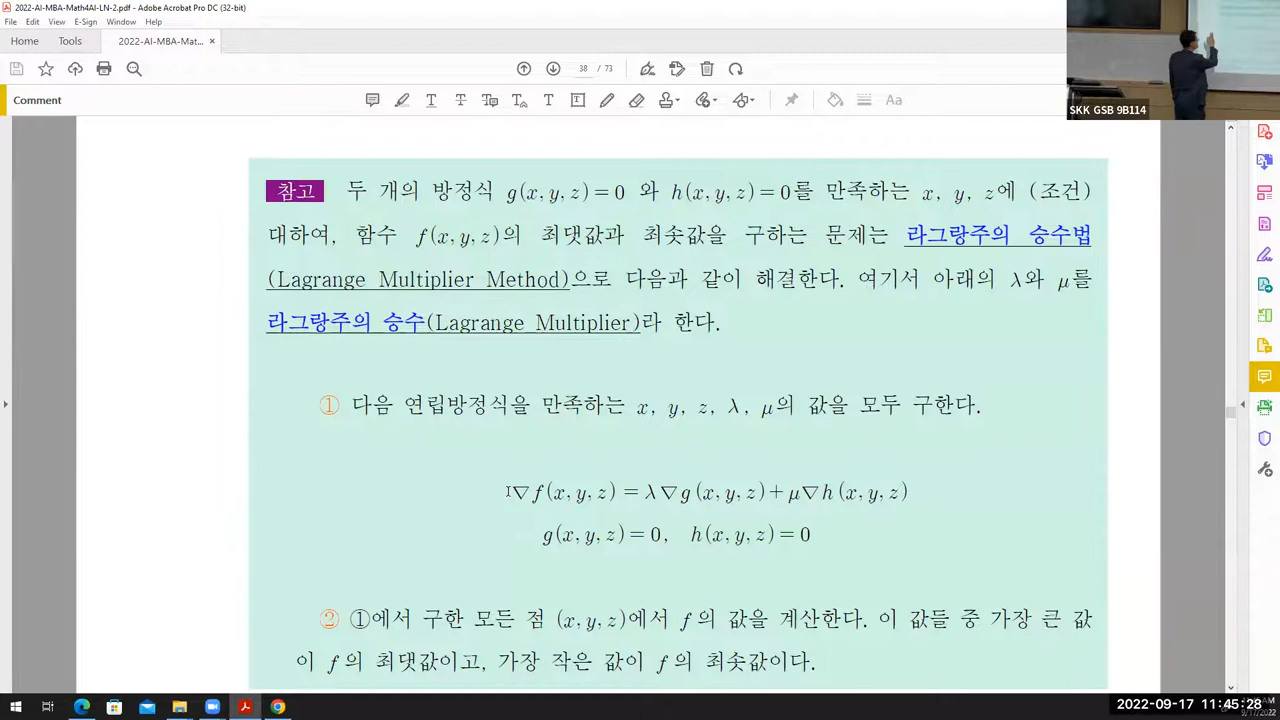 2022-AI-MBA-Math4AI-LN-2.pdf - Adobe Acrobat Pro DC (32-bit)
File Edit View E-Sign Window Help
Home Tools 2022-AI-MBA-Mat... ×
38 / 73
Comment
Aa
SKK GSB 9B114
참고 두 개의 방정식 g(x, y, z)=0 와 h(x, y, z)=0를 만족하는 x, y, z에 (조건)
대하여, 함수 f(x, y, z)의 최댓값과 최솟값을 구하는 문제는 라그랑주의 승수법
(Lagrange Multiplier Method)으로 다음과 같이 해결한다. 여기서 아래의 λ와 μ를
라그랑주의 승수(Lagrange Multiplier)라 한다.
① 다음 연립방정식을 만족하는 x, y, z, λ, μ의 값을 모두 구한다.
▽f(x, y, z) = λ▽g(x, y, z) + μ▽h(x, y, z)
g(x, y, z) = 0, h(x, y, z) = 0
② ①에서 구한 모든 점 (x, y, z)에서 f의 값을 계산한다. 이 값들 중 가장 큰 값
이 f의 최댓값이고, 가장 작은 값이 f의 최솟값이다.
2022-09-17 11:45:28